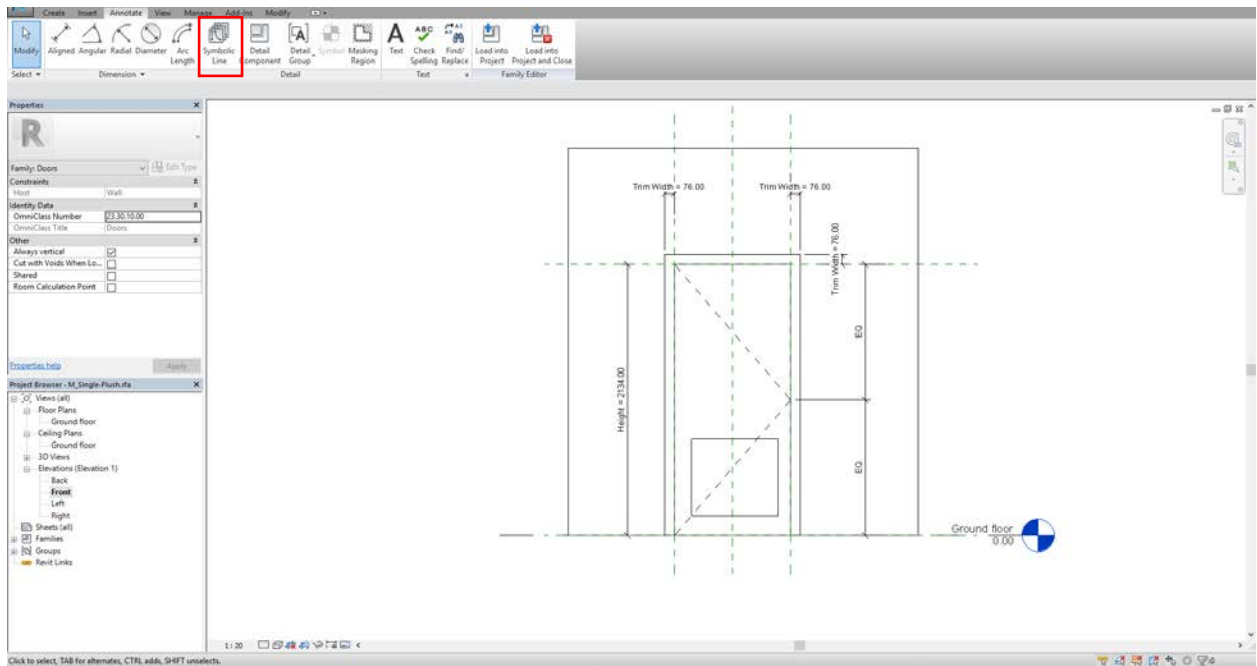 Create Insert Annotate View Manage Add-Ins Modify
Modify Aligned Angular Radial Diameter Arc Length Symbolic Line Detail Component Detail Group Symbol Masking Region Text Check Spelling Find/ Replace Load into Project Load into Project and Close
Select Dimension Detail Text Family Editor
Properties
R
Family: Doors Edit Type
Constraints
Host Wall
Identity Data
OmniClass Number 23.30.10.00
OmniClass Title Doors
Other
Always vertical
Cut with Voids When Lo...
Shared
Room Calculation Point
Properties help Apply
Project Browser - M_Single-Flush.rfa
Views (all)
Floor Plans
Ground floor
Ceiling Plans
Ground floor
3D Views
Elevations (Elevation 1)
Back
Front
Left
Right
Sheets (all)
Families
Groups
Revit Links
Trim Width = 76.00 Trim Width = 76.00
Trim Width = 76.00
EQ
Height = 2134.00
EQ
Ground floor
0.00
1:20
Click to select, TAB for alternates, CTRL adds, SHIFT unselects.